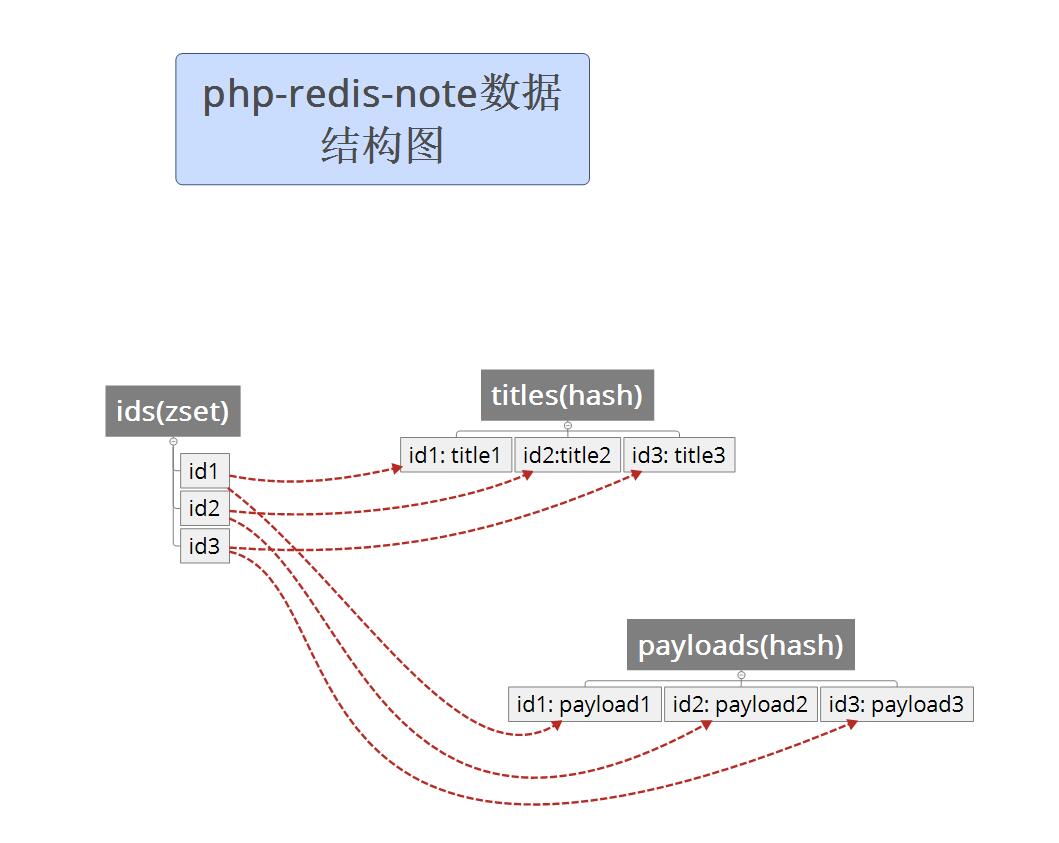 php-redis-note数据
结构图
ids(zset)
id1
id2
id3
titles(hash)
id1: title1
id2:title2
id3: title3
payloads(hash)
id1: payload1
id2: payload2
id3: payload3